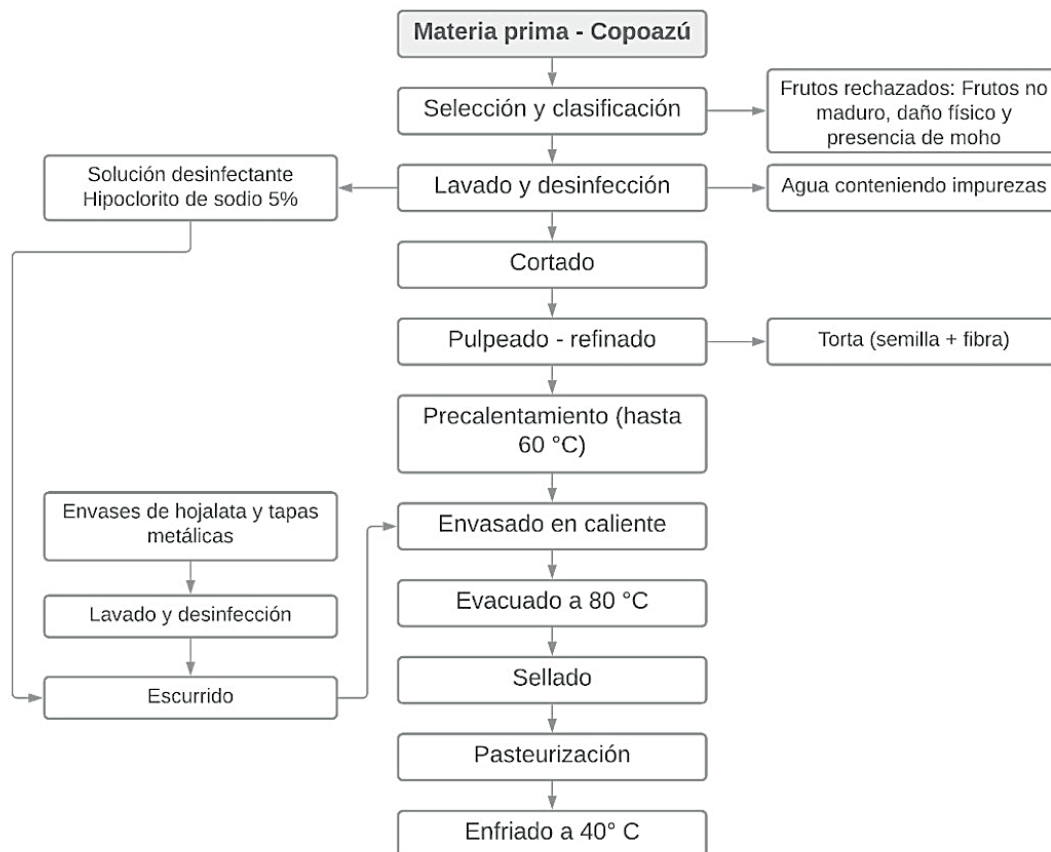 Materia prima - Copoazú
Selección y clasificación
Frutos rechazados: Frutos no
maduro, daño físico y
presencia de moho
Solución desinfectante
Hipoclorito de sodio 5%
Lavado y desinfección
Agua conteniendo impurezas
Cortado
Pulpeado - refinado
Torta (semilla + fibra)
Precalentamiento (hasta
60 °C)
Envases de hojalata y tapas
metálicas
Envasado en caliente
Lavado y desinfección
Evacuado a 80 °C
Escurrido
Sellado
Pasteurización
Enfriado a 40° C